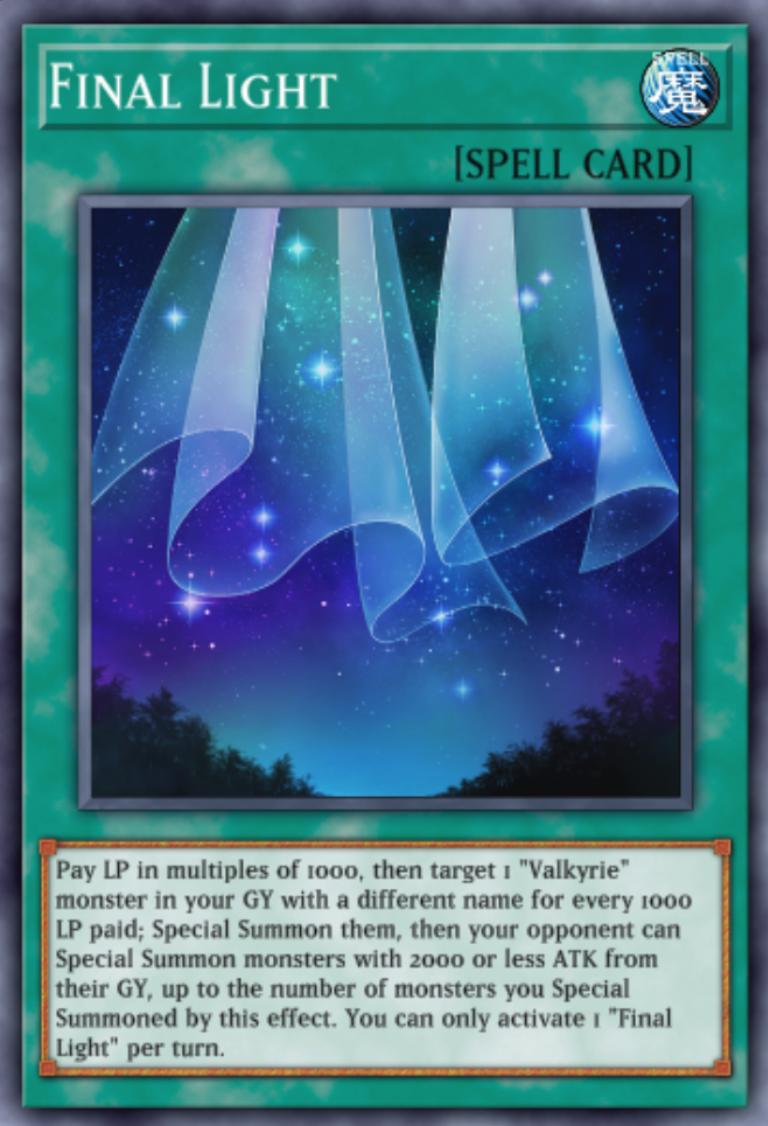 FINAL LIGHT
SPELL
魔
[SPELL CARD]
Pay LP in multiples of 1000, then target 1 "Valkyrie"
monster in your GY with a different name for every 1000
LP paid; Special Summon them, then your opponent can
Special Summon monsters with 2000 or less ATK from
their GY, up to the number of monsters you Special
Summoned by this effect. You can only activate 1 "Final
Light" per turn.